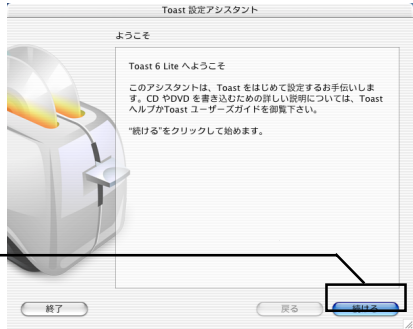 Toast 設定アシスタント
ようこそ
Toast 6 Lite へようこそ
このアシスタントは、Toast をはじめて設定するお手伝いしま
す。CD やDVD を書き込むための詳しい説明については、Toast
ヘルプかToast ユーザーズガイドを御覧下さい。
“続ける”をクリックして始めます。
終了
戻る
続ける